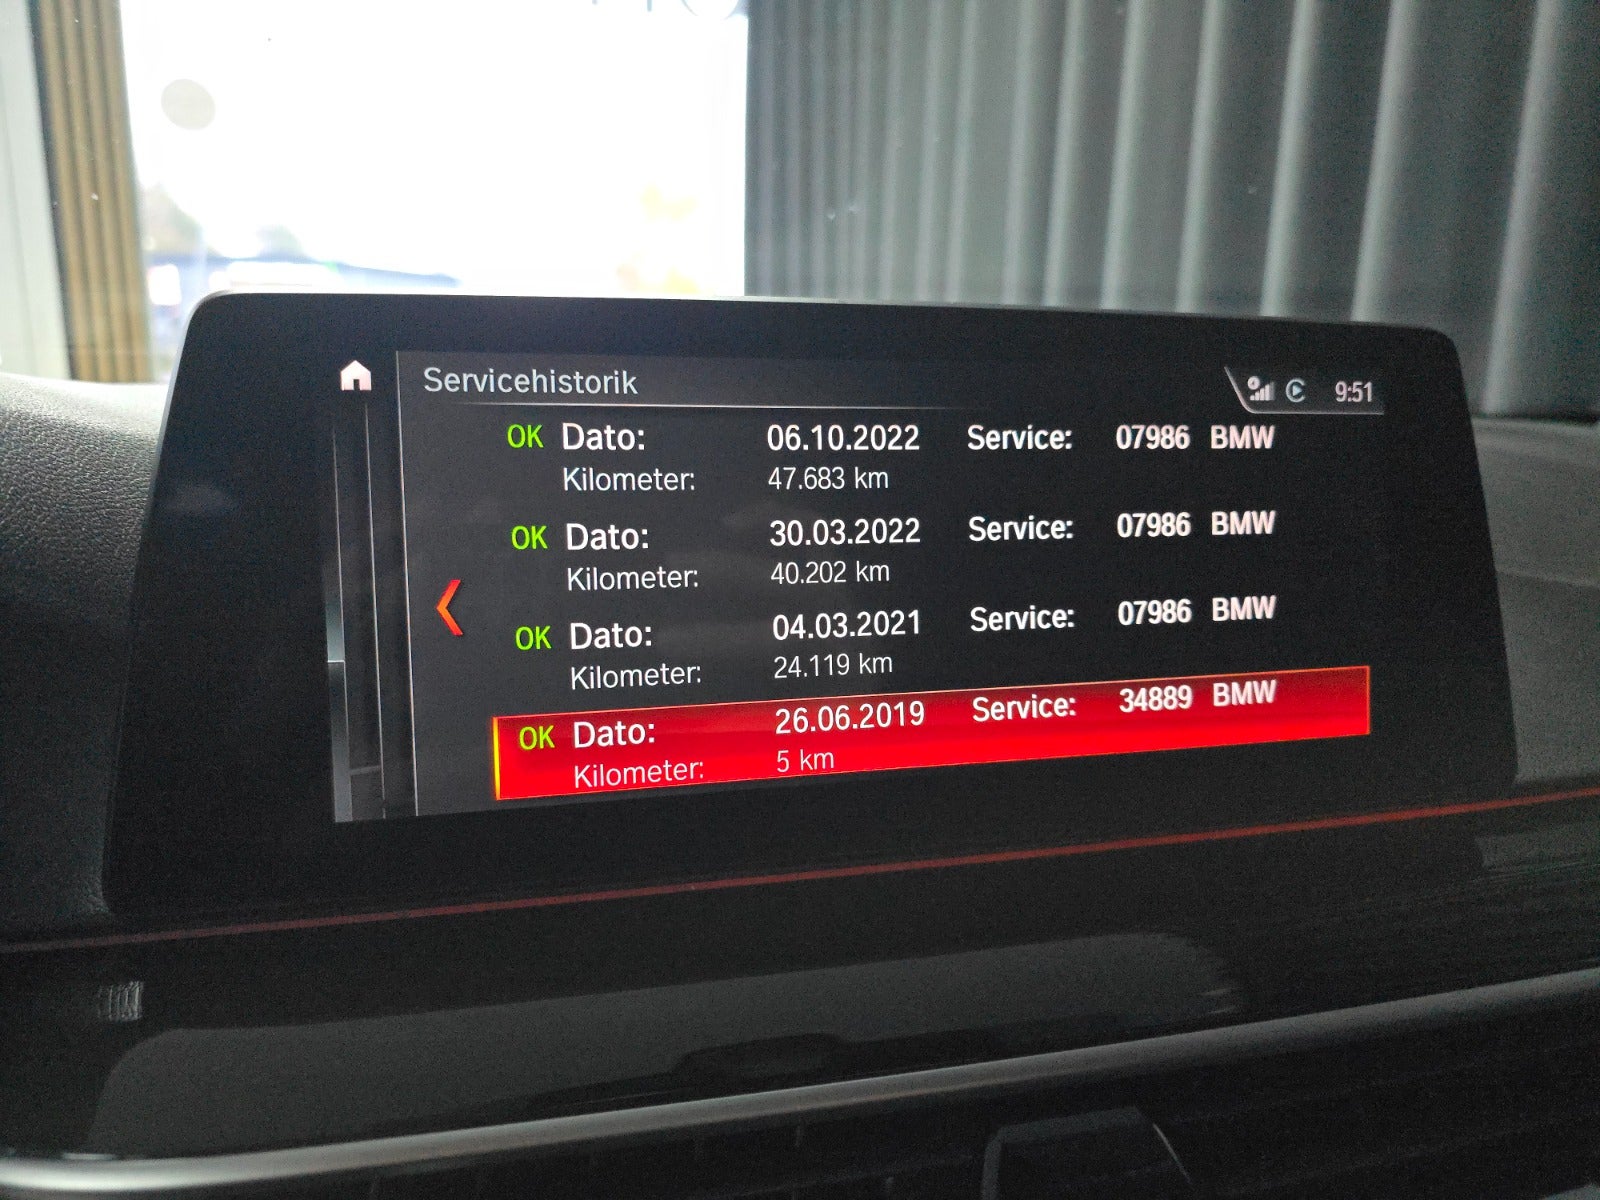 Servicehistorik
9:51
OK Dato: 06.10.2022 Service: 07986 BMW
Kilometer: 47.683 km
OK Dato: 30.03.2022 Service: 07986 BMW
Kilometer: 40.202 km
OK Dato: 04.03.2021 Service: 07986 BMW
Kilometer: 24.119 km
OK Dato: 26.06.2019 Service: 34889 BMW
Kilometer: 5 km